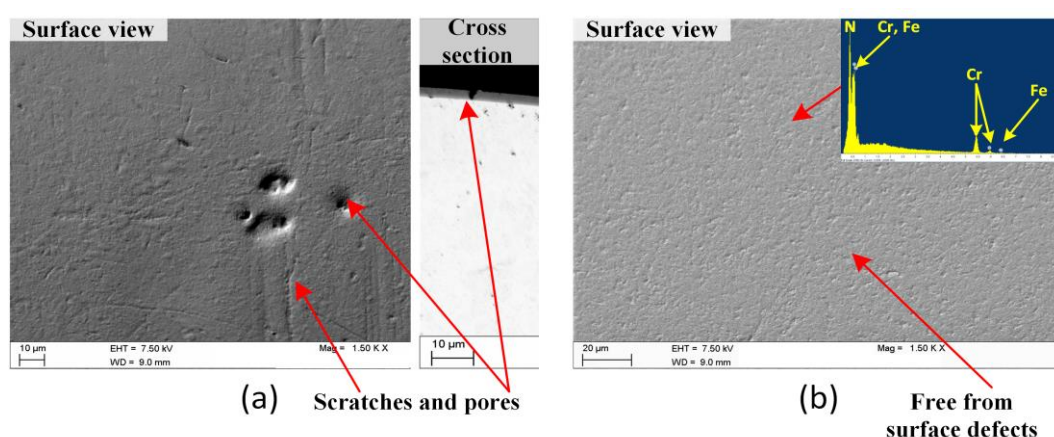 Surface view
Cross
section
10 µm
EHT = 7.50 kV
WD = 9.0 mm
Mag = 1.50 K X
10 µm
(a)
Scratches and pores
Surface view
N
Cr, Fe
Cr
Fe
20 µm
EHT = 7.50 kV
WD = 9.0 mm
Mag = 1.50 K X
(b)
Free from
surface defects